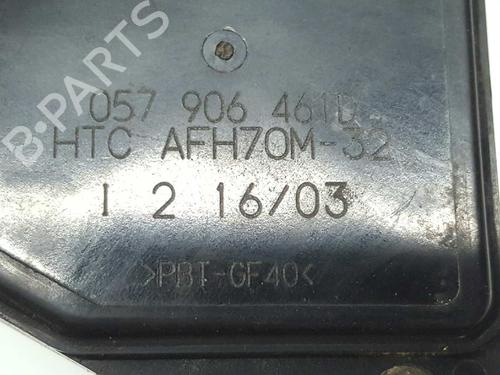 B-PARTS
057 906 461D
HTC AFH70M-32
I 2 16/03
>PBT-GF40<